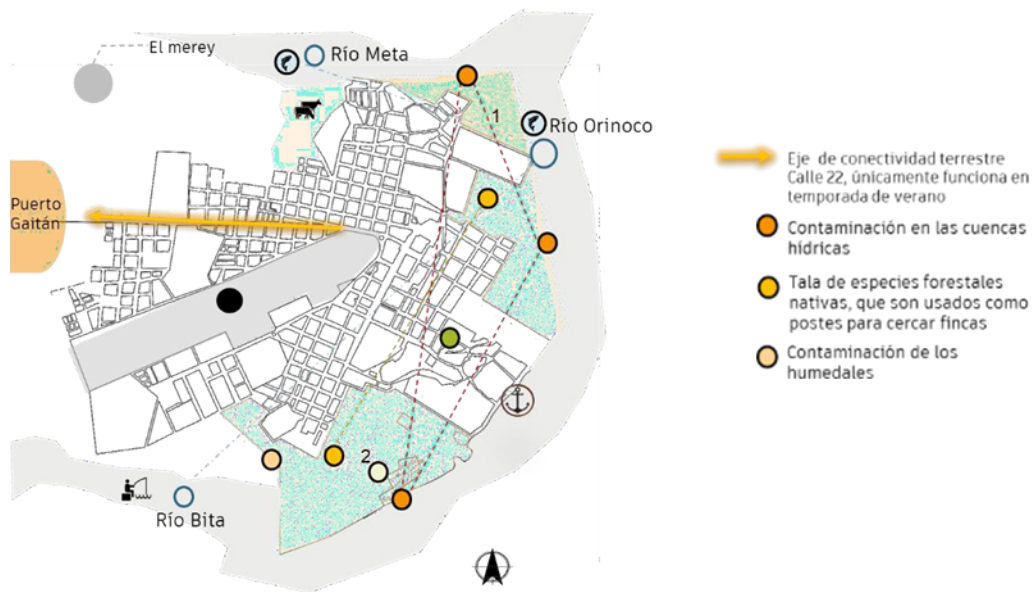 El merey
Río Meta
1
Río Orinoco
Puerto
Gaitán
2
Río Bita
Eje de conectividad terrestre
Calle 22, únicamente funciona en
temporada de verano
Contaminación en las cuencas
hídricas
Tala de especies forestales
nativas, que son usados como
postes para cercar fincas
Contaminación de los
humedales